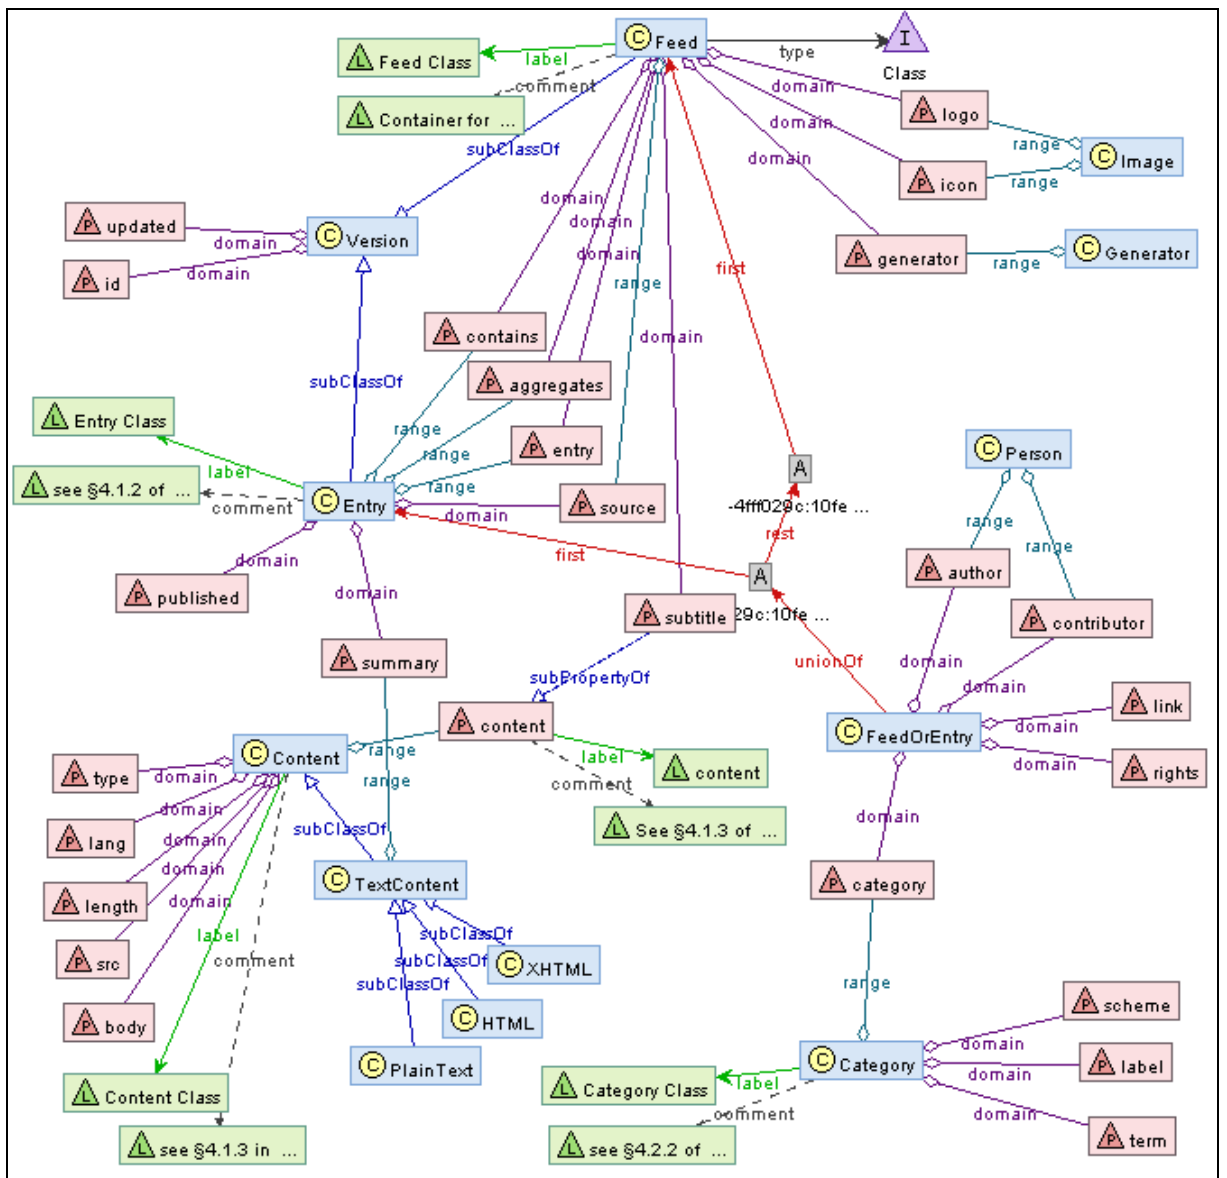 C Feed
I
type
Class
L Feed Class
label
comment
L Container for ...
domain
P logo
domain
range
C Image
P icon
range
subClassOf
domain
domain
domain
domain
P updated
domain
C Version
P id
domain
first
range
P generator
range
C Generator
P contains
domain
subClassOf
P aggregates
L Entry Class
range
range
P entry
C Person
label
L see §4.1.2 of ...
comment
range
A
C Entry
domain
P source
-4fff029c:10fe ...
rest
range
range
first
domain
A
P author
P published
domain
P subtitle
29c:10fe ...
P contributor
P summary
unionOf
domain
subPropertyOf
domain
P link
P content
C FeedOrEntry
domain
C Content
range
label
L content
P type
domain
range
comment
domain
P rights
domain
P lang
domain
subClassOf
L See §4.1.3 of ...
domain
domain
C TextContent
P category
P length
domain
label
subClassOf
P src
comment
subClassOf
C XHTML
subClassOf
range
P scheme
P body
C HTML
domain
C PlainText
C Category
P label
L Content Class
L Category Class
label
domain
comment
domain
L see §4.1.3 in ...
L see §4.2.2 of ...
P term